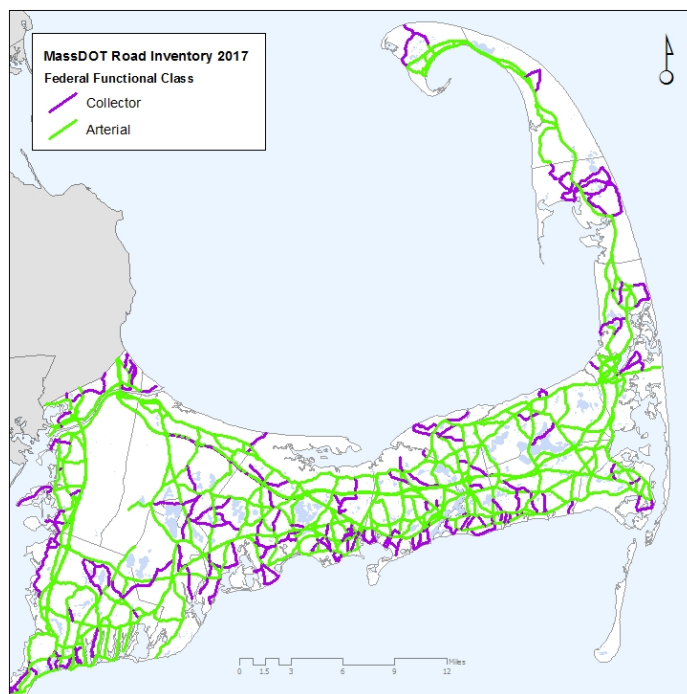 MassDOT Road Inventory 2017
Federal Functional Class
Collector
Arterial
0 1.5 3 6 9 12 Miles